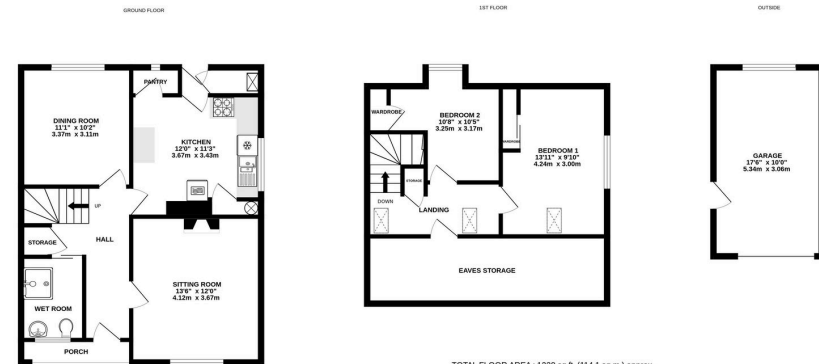 GROUND FLOOR
1ST FLOOR
OUTSIDE
PANTRY
DINING ROOM
11'1" x 10'2"
3.37m x 3.11m
KITCHEN
12'0" x 11'3"
3.67m x 3.43m
UP
STORAGE
HALL
WET ROOM
SITTING ROOM
13'6" x 12'0"
4.12m x 3.67m
PORCH
WARDROBE
BEDROOM 2
10'8" x 10'5"
3.25m x 3.17m
WARDROBE
BEDROOM 1
13'11" x 9'10"
4.24m x 3.00m
STORAGE
DOWN
LANDING
EAVES STORAGE
GARAGE
17'6" x 10'0"
5.34m x 3.06m